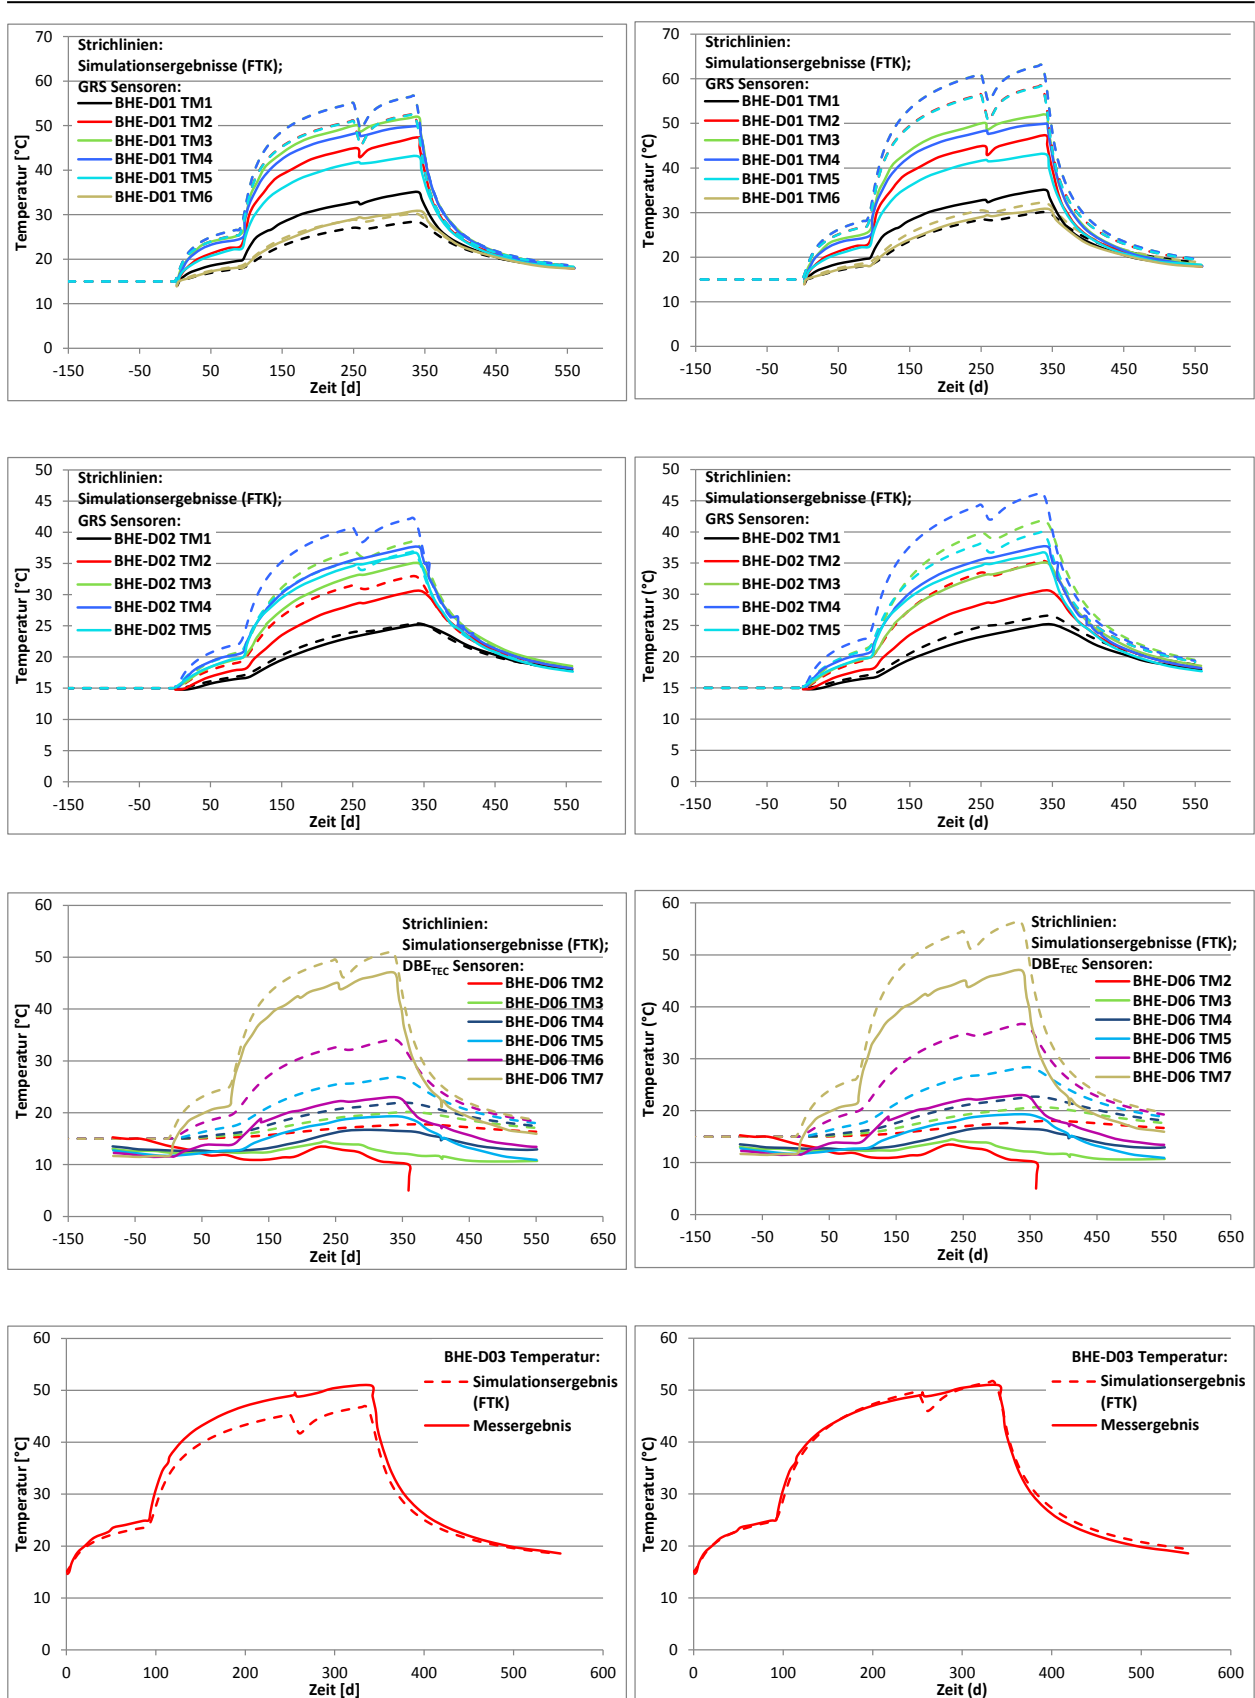 Strichlinien:
Simulationsergebnisse (FTK);
GRS Sensoren:
BHE-D01 TM1
BHE-D01 TM2
BHE-D01 TM3
BHE-D01 TM4
BHE-D01 TM5
BHE-D01 TM6
Temperatur [°C]
70
60
50
40
30
20
10
0
-150 -50 50 150 250 350 450 550
Zeit [d]
Strichlinien:
Simulationsergebnisse (FTK);
GRS Sensoren:
BHE-D01 TM1
BHE-D01 TM2
BHE-D01 TM3
BHE-D01 TM4
BHE-D01 TM5
BHE-D01 TM6
Temperatur (°C)
70
60
50
40
30
20
10
0
-150 -50 50 150 250 350 450 550
Zeit (d)
Strichlinien:
Simulationsergebnisse (FTK);
GRS Sensoren:
BHE-D02 TM1
BHE-D02 TM2
BHE-D02 TM3
BHE-D02 TM4
BHE-D02 TM5
Temperatur [°C]
50
45
40
35
30
25
20
15
10
5
0
-150 -50 50 150 250 350 450 550
Zeit [d]
Strichlinien:
Simulationsergebnisse (FTK);
GRS Sensoren:
BHE-D02 TM1
BHE-D02 TM2
BHE-D02 TM3
BHE-D02 TM4
BHE-D02 TM5
Temperatur (°C)
50
45
40
35
30
25
20
15
10
5
0
-150 -50 50 150 250 350 450 550
Zeit (d)
Strichlinien:
Simulationsergebnisse (FTK);
DBETEC Sensoren:
BHE-D06 TM2
BHE-D06 TM3
BHE-D06 TM4
BHE-D06 TM5
BHE-D06 TM6
BHE-D06 TM7
Temperatur [°C]
60
50
40
30
20
10
0
-150 -50 50 150 250 350 450 550 650
Zeit [d]
Strichlinien:
Simulationsergebnisse (FTK);
DBETEC Sensoren:
BHE-D06 TM2
BHE-D06 TM3
BHE-D06 TM4
BHE-D06 TM5
BHE-D06 TM6
BHE-D06 TM7
Temperatur (°C)
60
50
40
30
20
10
0
-150 -50 50 150 250 350 450 550 650
Zeit (d)
BHE-D03 Temperatur:
Simulationsergebnis
(FTK)
Messergebnis
Temperatur [°C]
60
50
40
30
20
10
0
0 100 200 300 400 500 600
Zeit [d]
BHE-D03 Temperatur:
Simulationsergebnis
(FTK)
Messergebnis
Temperatur (°C)
60
50
40
30
20
10
0
0 100 200 300 400 500 600
Zeit (d)